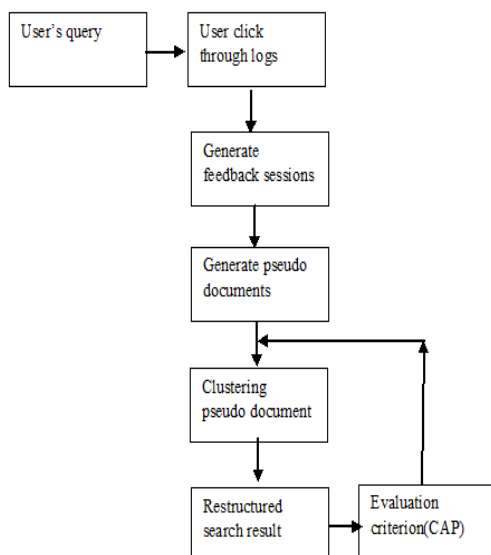 User's query
User click
through logs
Generate
feedback sessions
Generate pseudo
documents
Clustering
pseudo document
Restructured
search result
Evaluation
criterion(CAP)